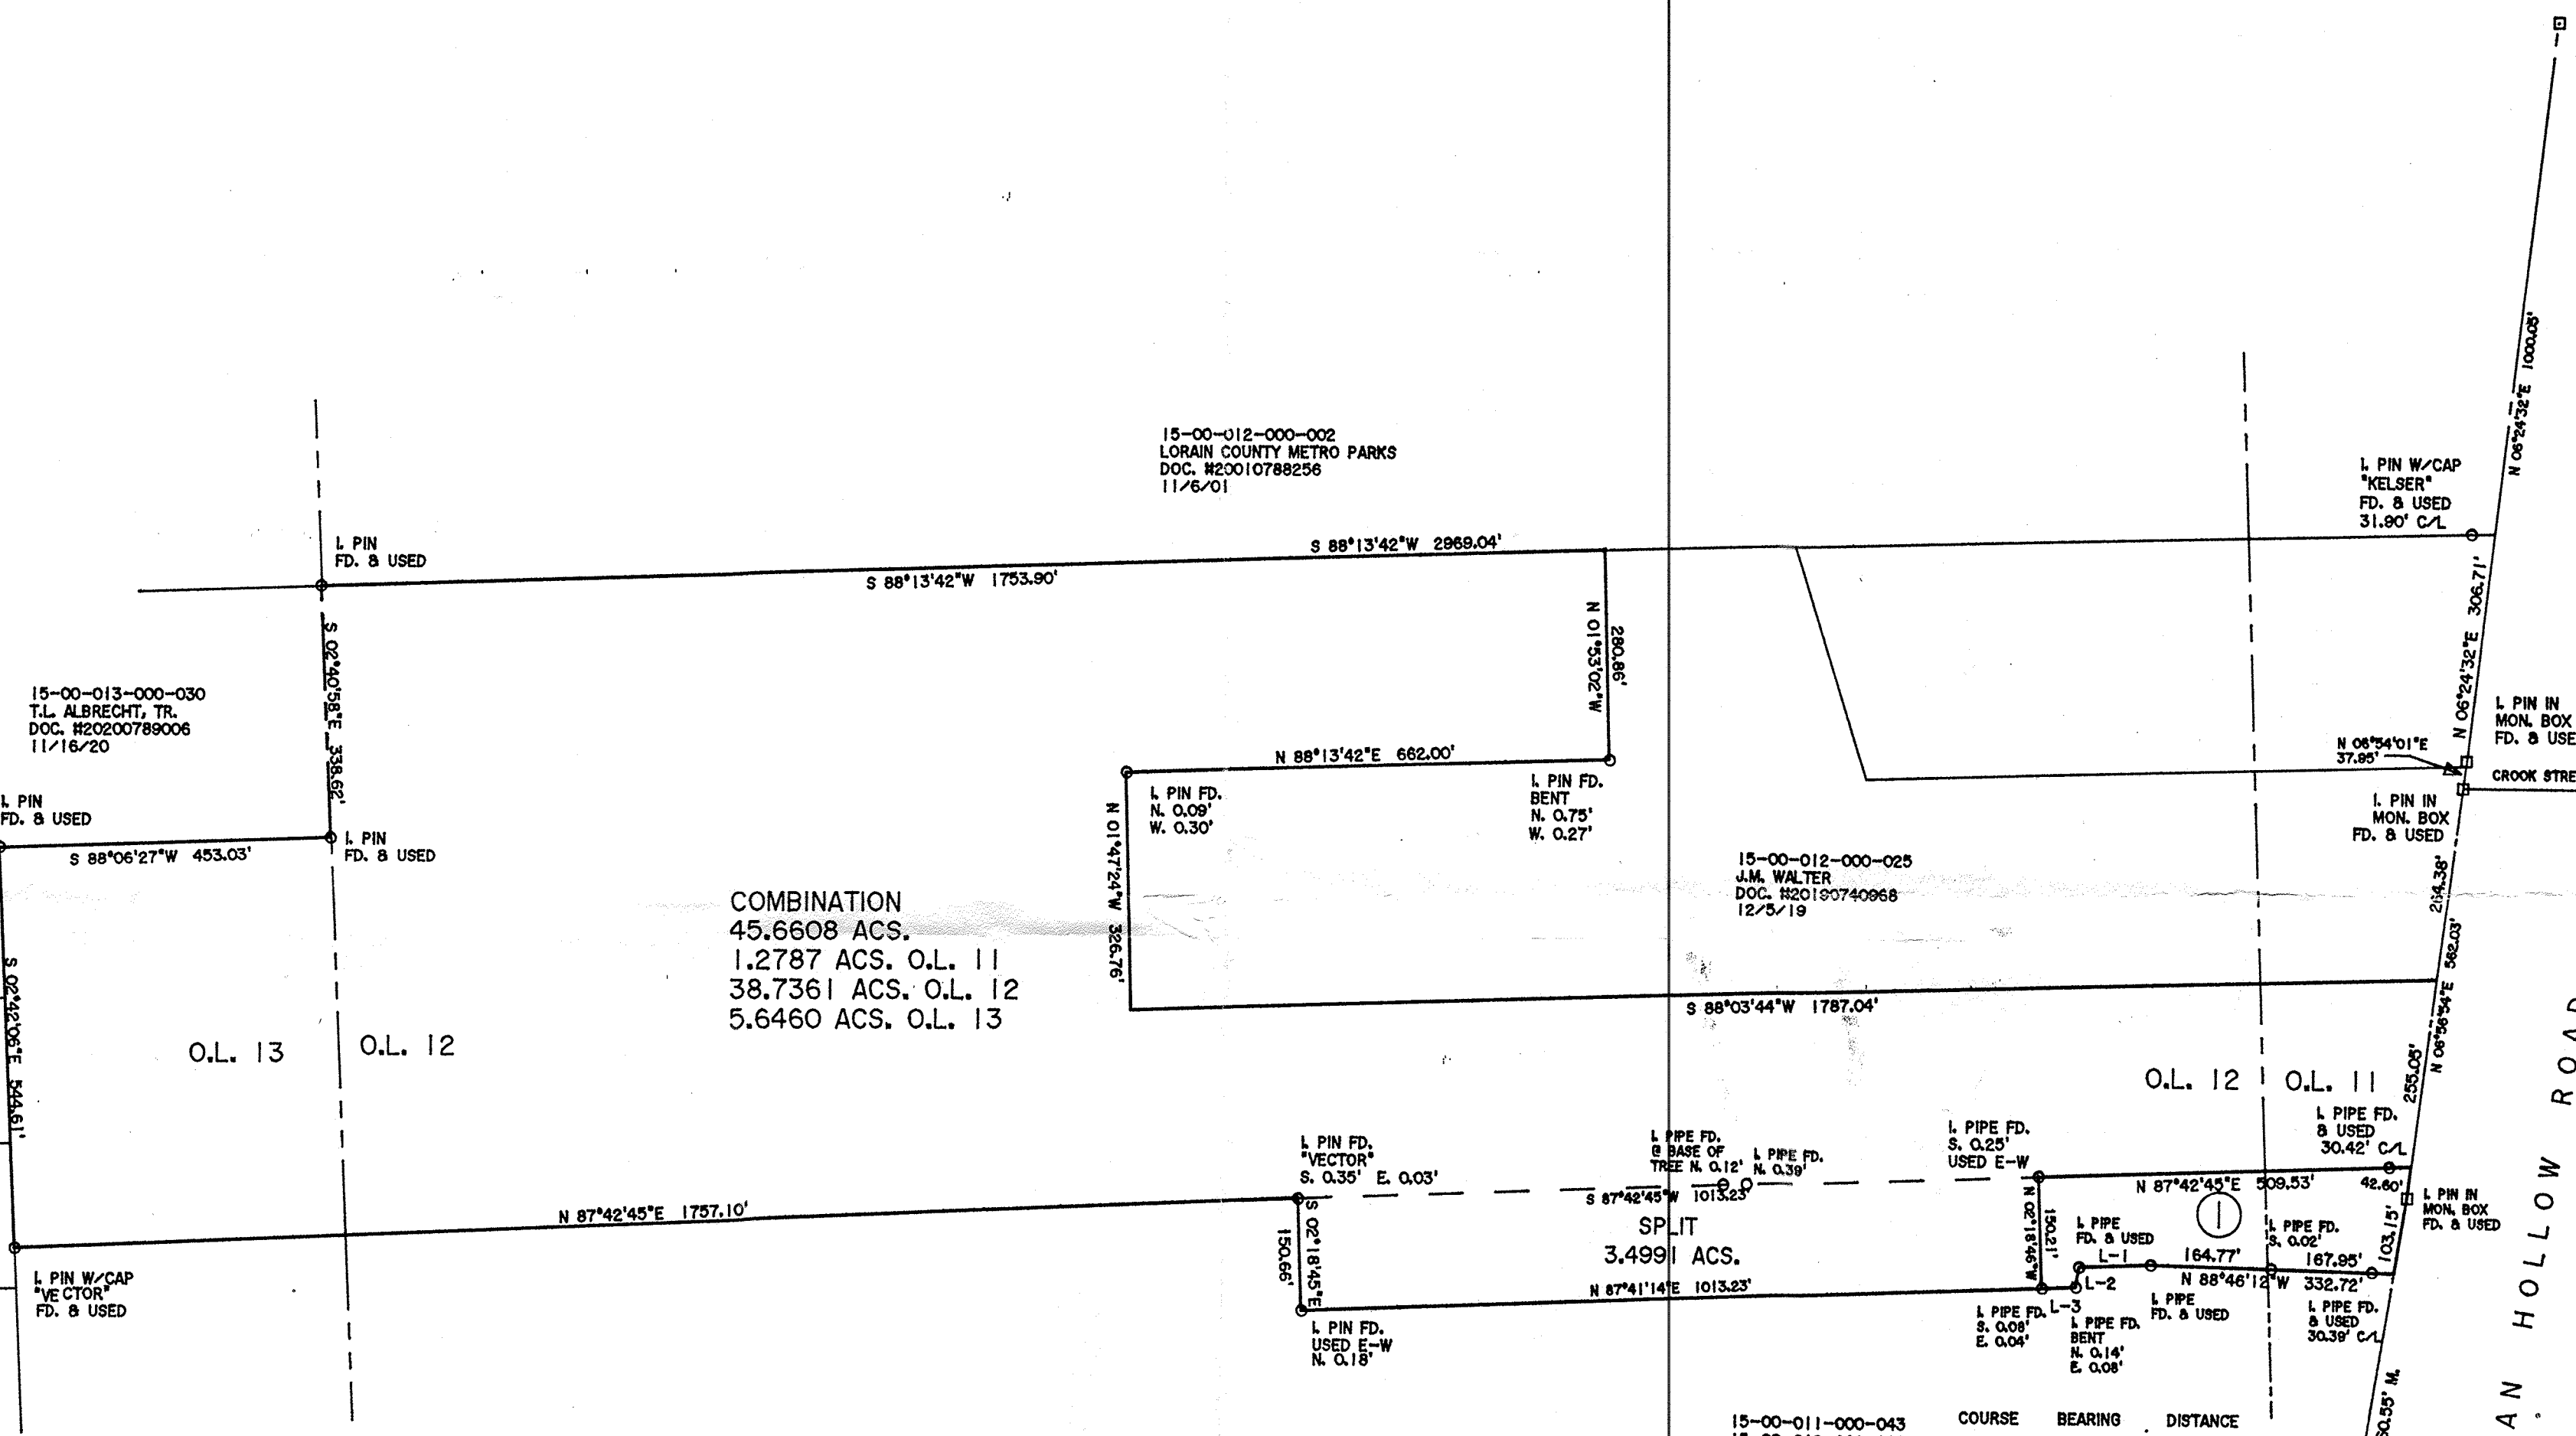 15-00-012-000-002
LORAIN COUNTY METRO PARKS
DOC. #20010788256
11/6/01
N 06°24'32"E 1000.05'
I. PIN W/CAP
"KELSER"
FD. & USED
31.90' C/L
I. PIN
FD. & USED
S 88°13'42"W 2969.04'
S 88°13'42"W 1753.90'
N 06°24'32"E 306.71'
S 02°40'58"E 338.62'
N 01°53'02"W
280.86'
15-00-013-000-030
T.L. ALBRECHT, TR.
DOC. #20200789006
11/16/20
I. PIN IN
MON. BOX
FD. & USE
N 06°54'01"E
37.95'
CROOK STRE
N 88°13'42"E 662.00'
I. PIN FD.
N. 0.09'
W. 0.30'
I. PIN FD.
BENT
N. 0.75'
W. 0.27'
I. PIN IN
MON. BOX
FD. & USED
I. PIN
FD. & USED
I. PIN
FD. & USED
S 88°06'27"W 453.03'
N 01°47'24"W 326.76'
15-00-012-000-025
J.M. WALTER
DOC. #20190740968
12/5/19
264.38'
N 06°56'54"E 562.03'
COMBINATION
45.6608 ACS.
1.2787 ACS. O.L. 11
38.7361 ACS. O.L. 12
5.6460 ACS. O.L. 13
S 88°03'44"W 1787.04'
S 02°42'06"E 544.61'
O.L. 13
O.L. 12
O.L. 12
O.L. 11
255.05'
I. PIPE FD.
& USED
30.42' C/L
I. PIN FD.
"VECTOR"
S. 0.35' E. 0.03'
I. PIPE FD.
@ BASE OF
TREE N. 0.12'
I. PIPE FD.
N. 0.39'
I. PIPE FD.
S. 0.25'
USED E-W
N 87°42'45"E 1757.10'
S 87°42'45"W 1013.23'
N 87°42'45"E 509.53'
42.60'
I. PIN IN
MON. BOX
FD. & USED
SPLIT
3.4991 ACS.
S 02°18'45"E
150.66'
N 02°18'46"W
150.21'
1
I. PIPE
FD. & USED
L-1
164.77'
I. PIPE FD.
S. 0.02'
167.95'
103.15'
N 88°46'12"W 332.72'
L-2
L-3
N 87°41'14"E 1013.23'
I. PIN W/CAP
"VECTOR"
FD. & USED
I. PIN FD.
USED E-W
N. 0.18'
I. PIPE FD.
S. 0.08'
E. 0.04'
I. PIPE FD.
BENT
N. 0.14'
E. 0.08'
I. PIPE
FD. & USED
I. PIPE FD.
& USED
30.39' C/L
50.55' M.
AN HOLLOW ROAD
15-00-011-000-043
COURSE BEARING DISTANCE